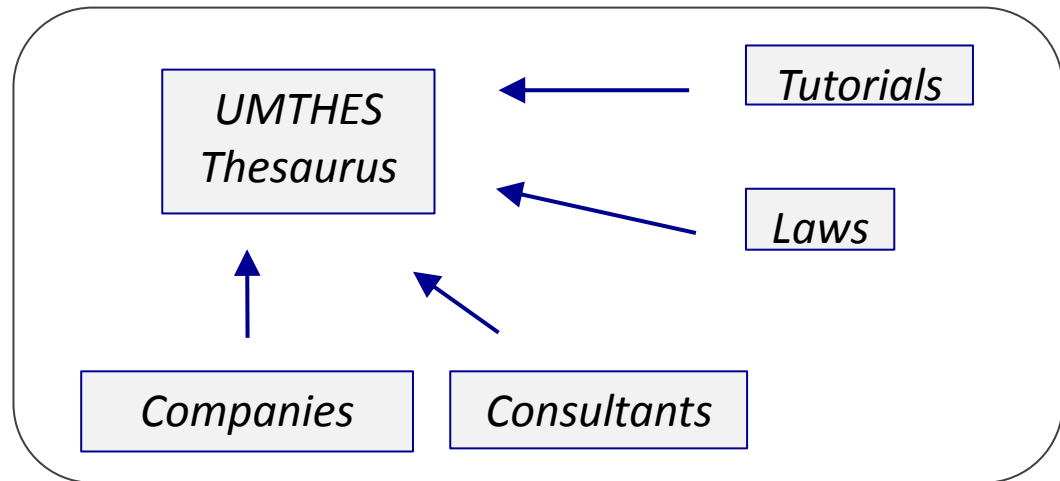 UMTHES
Thesaurus
Tutorials
Laws
Companies
Consultants